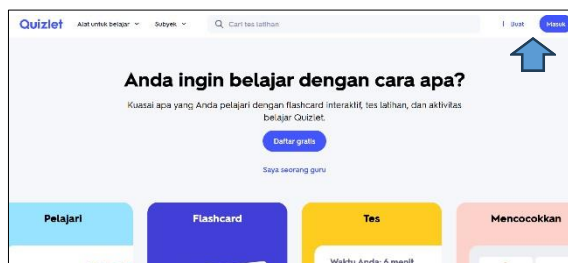 Quizlet Alat untuk belajar Subyek Cari tes latihan Buat Masuk
Anda ingin belajar dengan cara apa?
Kuasai apa yang Anda pelajari dengan flashcard interaktif, tes latihan, dan aktivitas
belajar Quizlet.
Daftar gratis
Saya seorang guru
Pelajari Flashcard Tes Mencocokkan
Waktu Anda: 6 menit